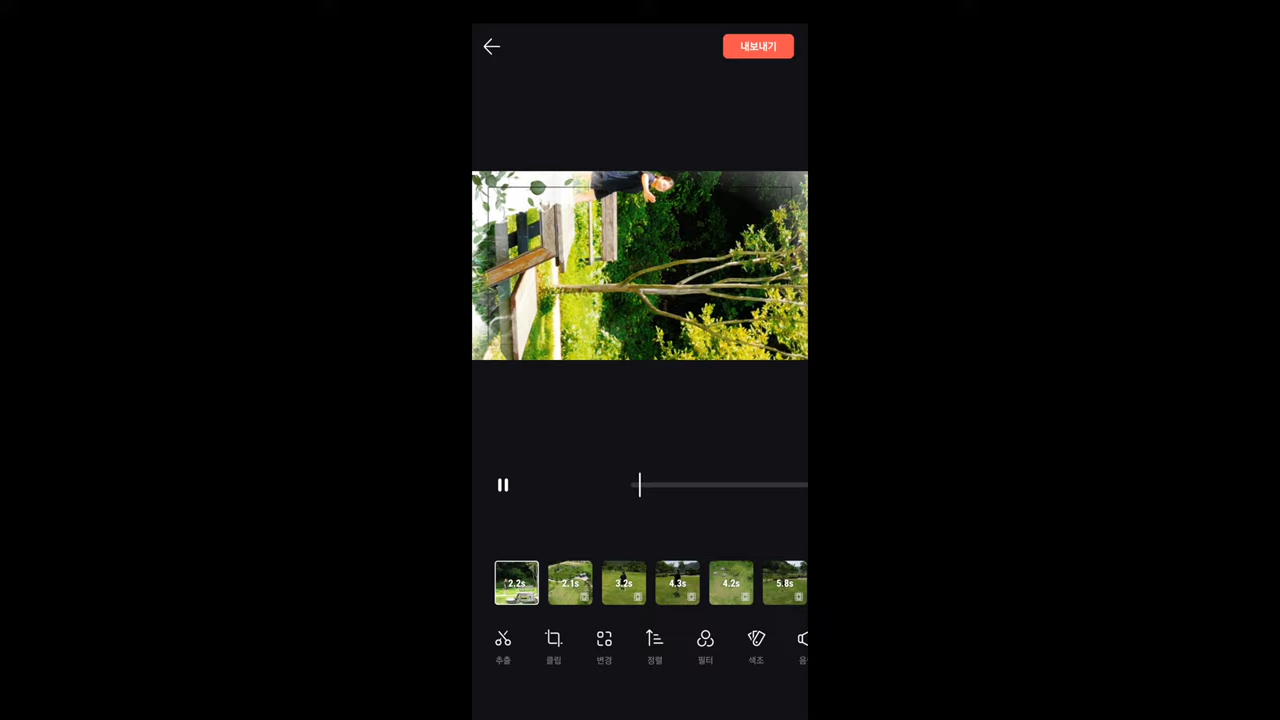 내보내기
2.2s 2.1s 3.2s 4.3s 4.2s 5.8s
추출 클립 변경 정렬 필터 색조